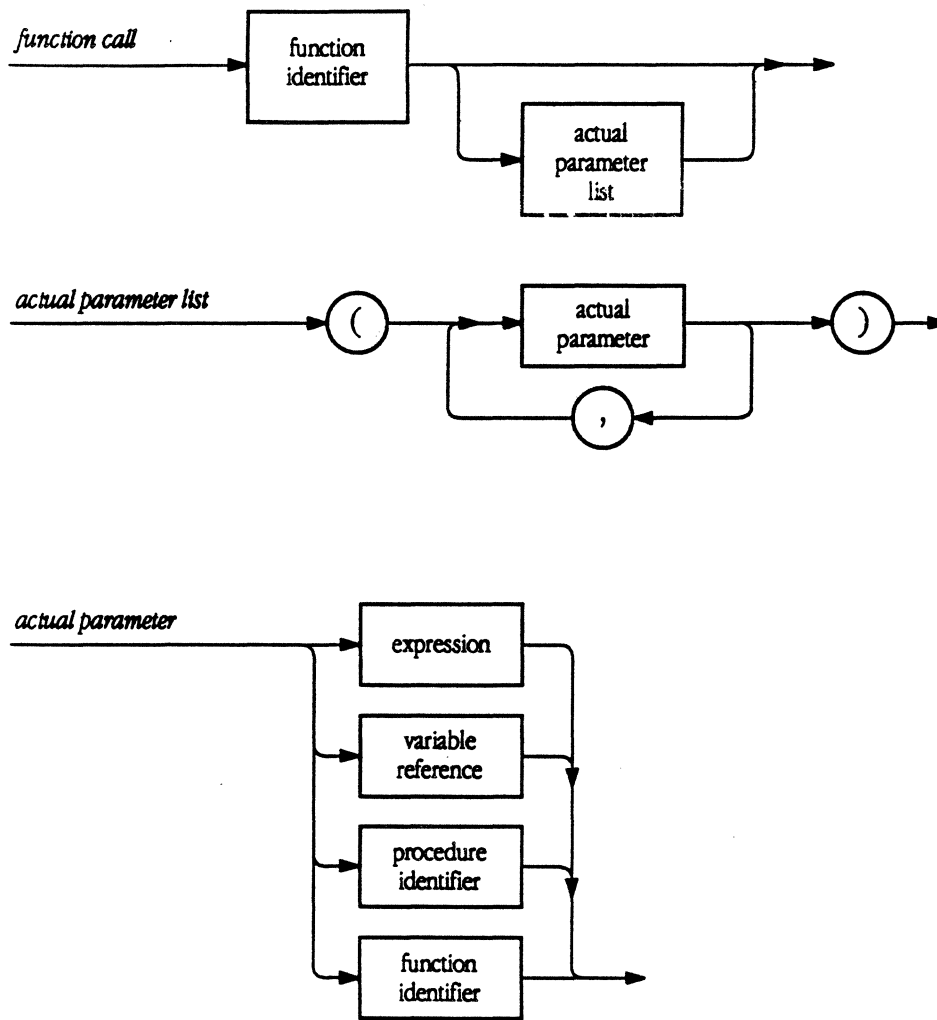 function call
function
identifier
actual
parameter
list
actual parameter list
(
actual
parameter
)
,
actual parameter
expression
variable
reference
procedure
identifier
function
identifier